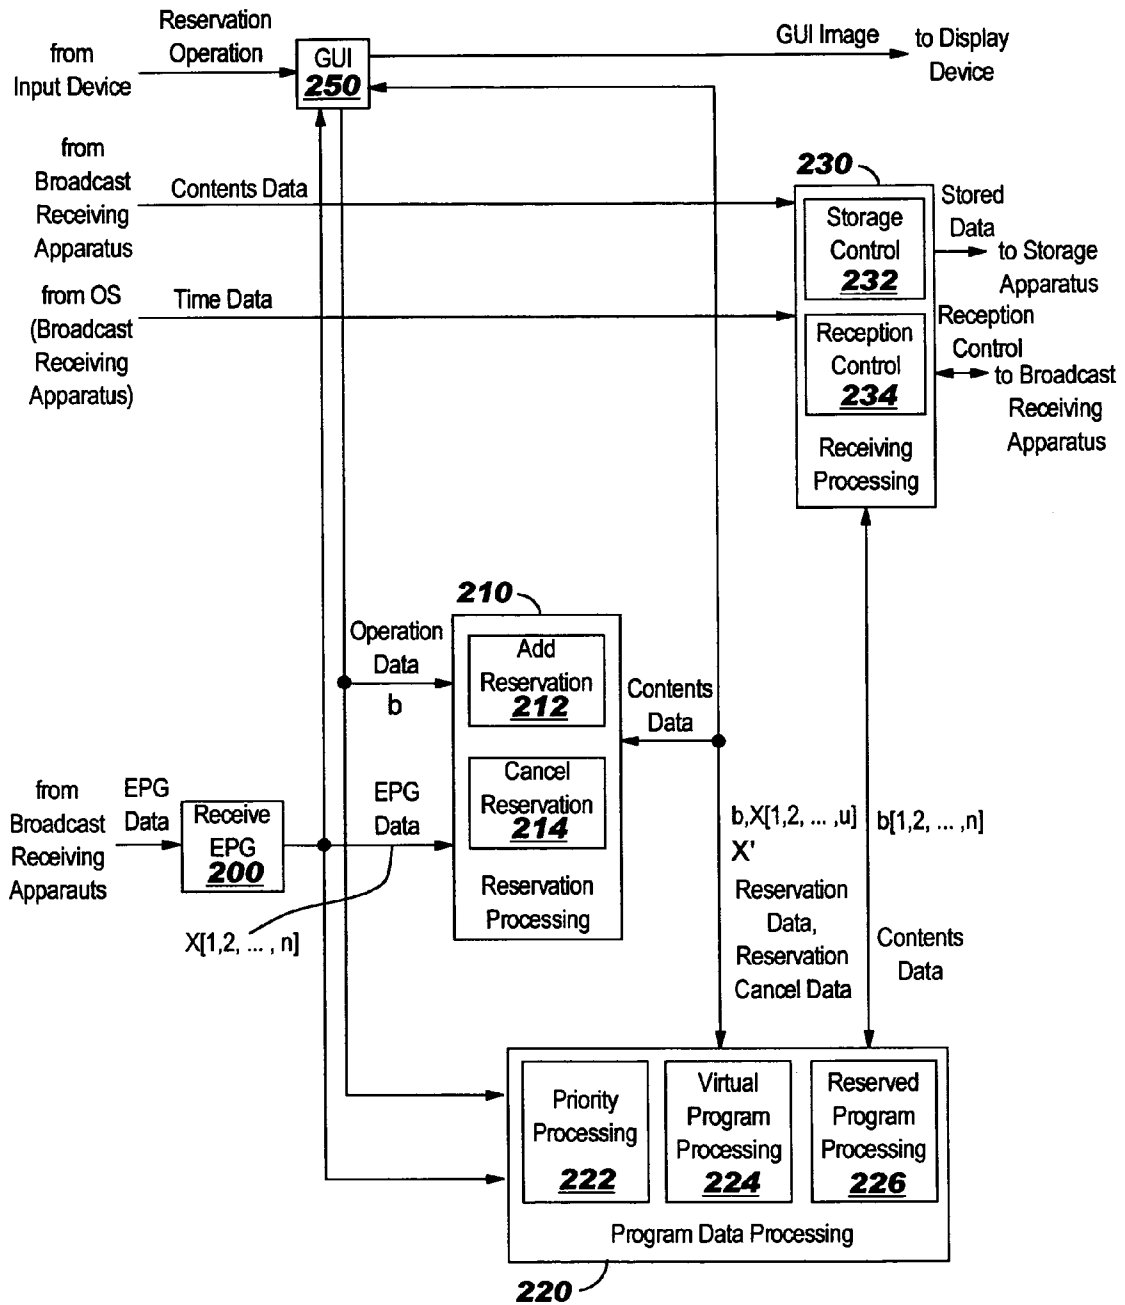 Reservation
Operation
from
Input Device
GUI
250
GUI Image
to Display
Device
from
Broadcast
Receiving
Apparatus
Contents Data
230
Storage
Control
232
Stored
Data
to Storage
Apparatus
from OS
(Broadcast
Receiving
Apparatus)
Time Data
Reception
Control
234
Reception
Control
to Broadcast
Receiving
Apparatus
Receiving
Processing
210
Operation
Data
b
Add
Reservation
212
Contents
Data
Cancel
Reservation
214
Reservation
Processing
from
Broadcast
Receiving
Apparauts
EPG
Data
Receive
EPG
200
EPG
Data
X[1,2, ... , n]
b,X[1,2, ... ,u]
X'
Reservation
Data,
Reservation
Cancel Data
b[1,2, ... ,n]
Contents
Data
Priority
Processing
222
Virtual
Program
Processing
224
Reserved
Program
Processing
226
Program Data Processing
220